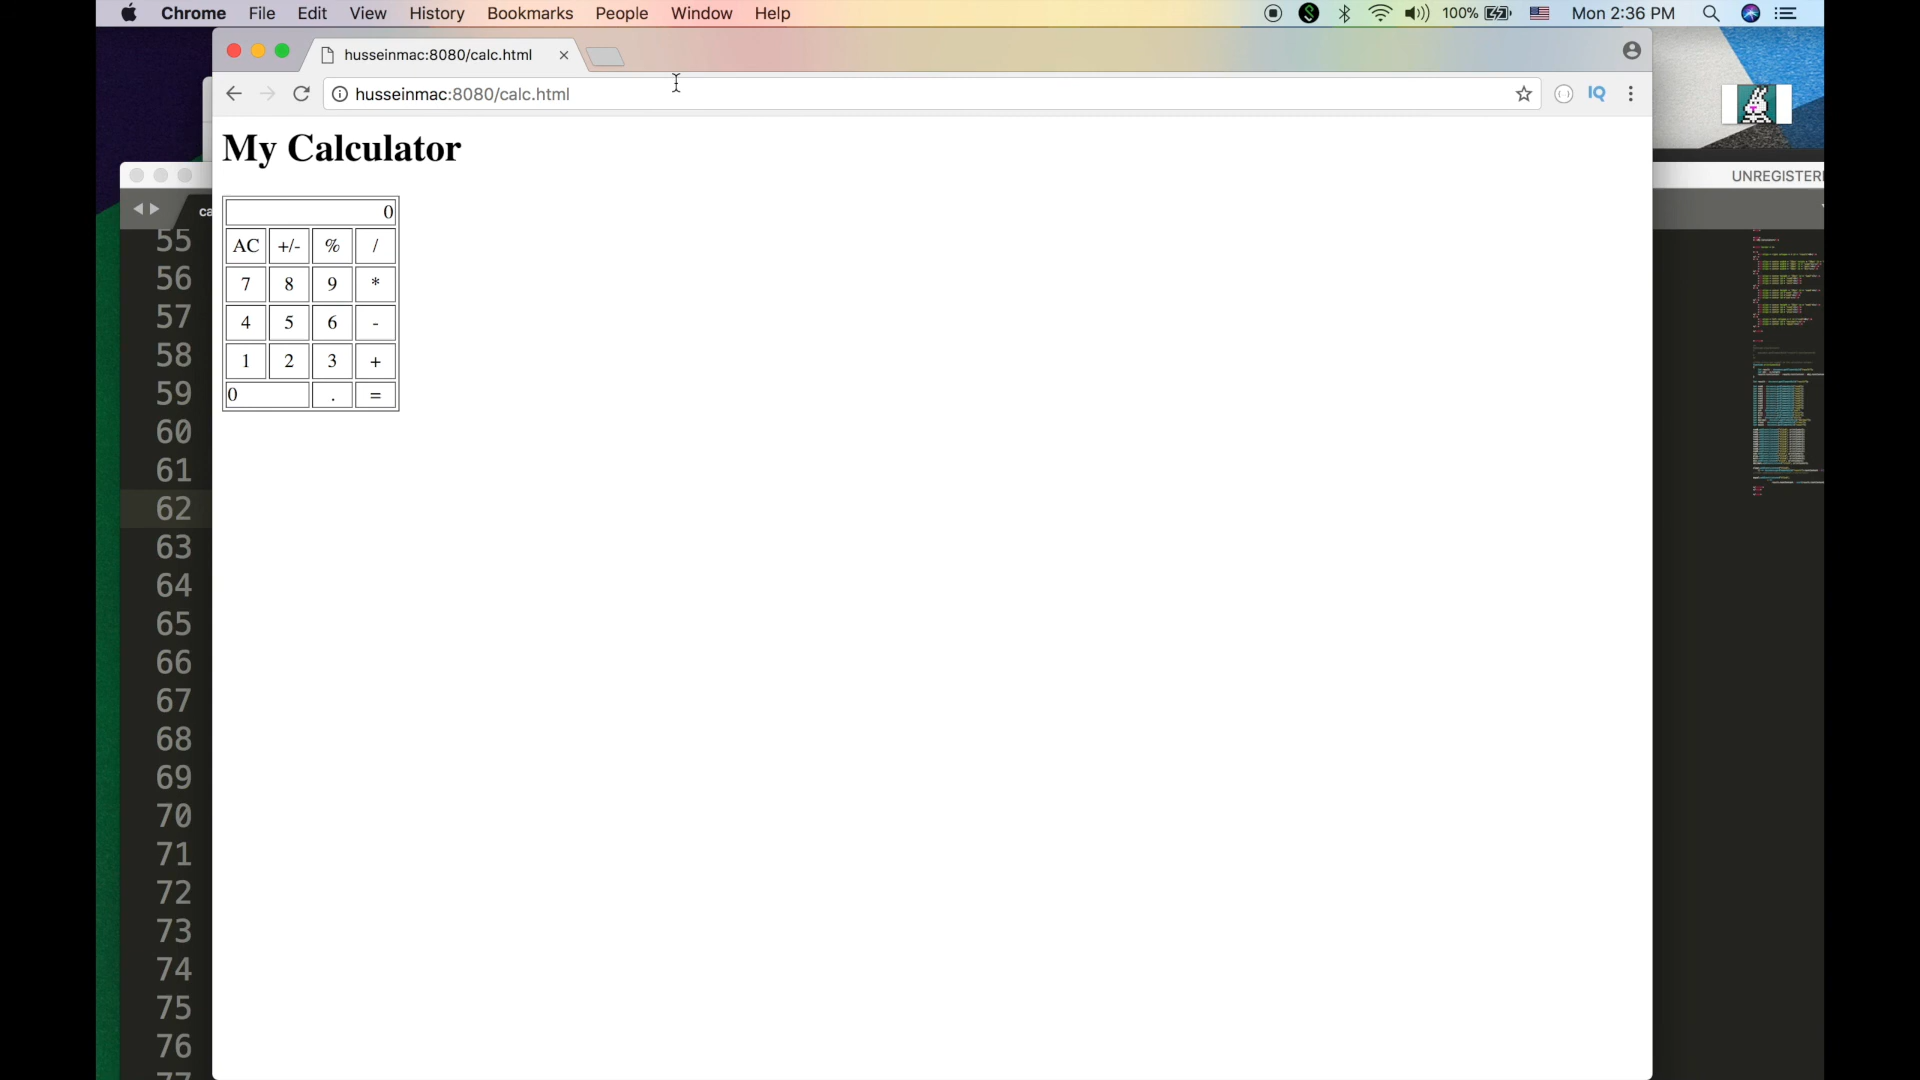 Chrome File Edit View History Bookmarks People Window Help 100% Mon 2:36 PM
husseinmac:8080/calc.html
husseinmac:8080/calc.html IQ
My Calculator
UNREGISTER
0
ca
AC +/- % /
7 8 9 *
4 5 6 -
1 2 3 +
0 . =
55
56
57
58
59
60
61
62
63
64
65
66
67
68
69
70
71
72
73
74
75
76
77